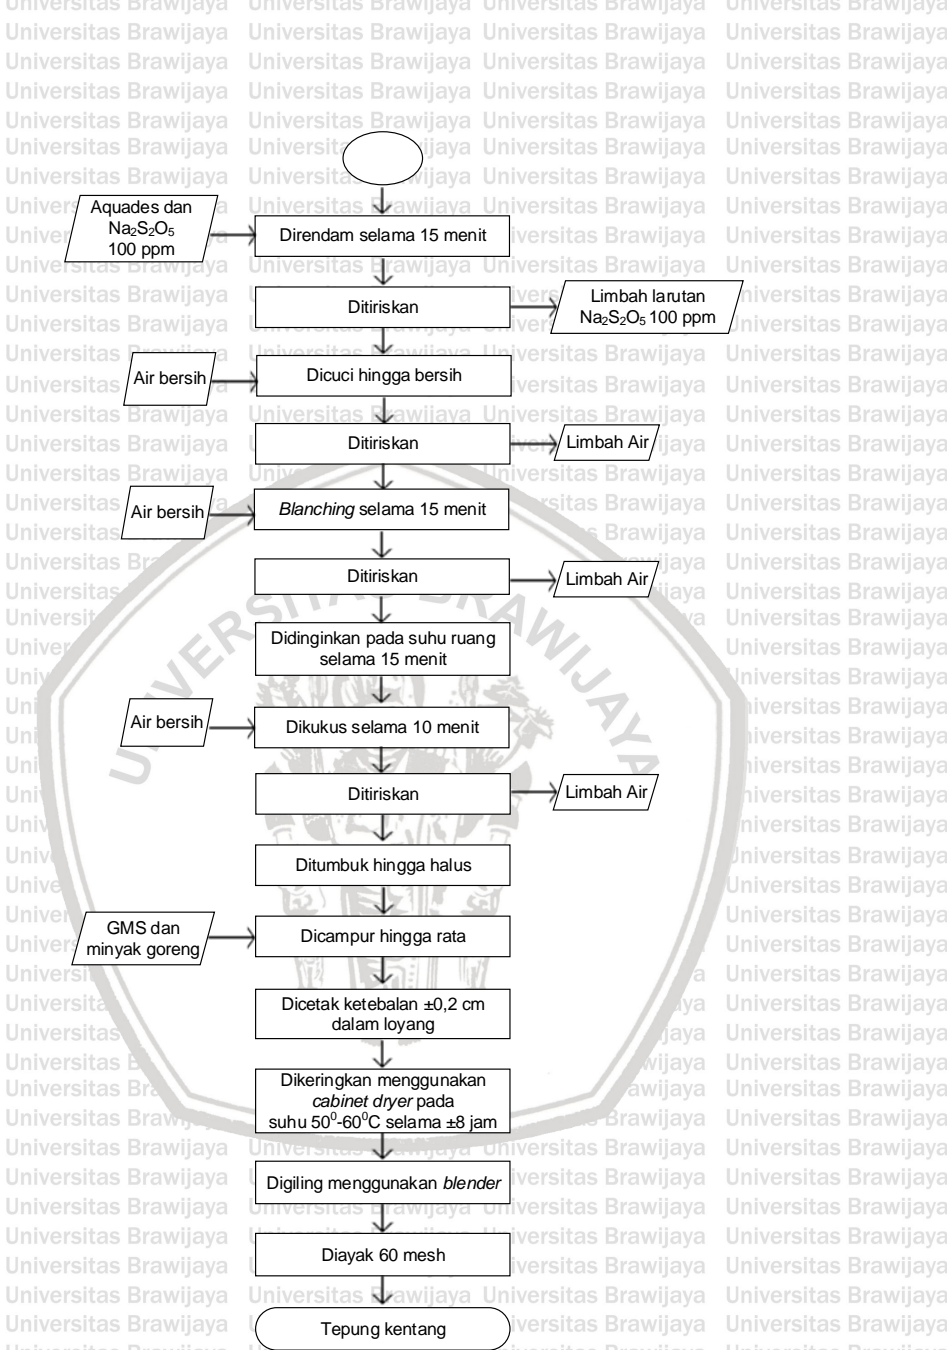 Aquades dan
Na₂S₂O₅
100 ppm
Direndam selama 15 menit
Ditiriskan
Limbah larutan
Na₂S₂O₅ 100 ppm
Air bersih
Dicuci hingga bersih
Ditiriskan
Limbah Air
Air bersih
Blanching selama 15 menit
Ditiriskan
Limbah Air
Didinginkan pada suhu ruang
selama 15 menit
Air bersih
Dikukus selama 10 menit
Ditiriskan
Limbah Air
Ditumbuk hingga halus
GMS dan
minyak goreng
Dicampur hingga rata
Dicetak ketebalan ±0,2 cm
dalam loyang
Dikeringkan menggunakan
cabinet dryer pada
suhu 50⁰-60⁰C selama ±8 jam
Digiling menggunakan blender
Diayak 60 mesh
Tepung kentang
UNIVERSITAS BRAWIJAYA